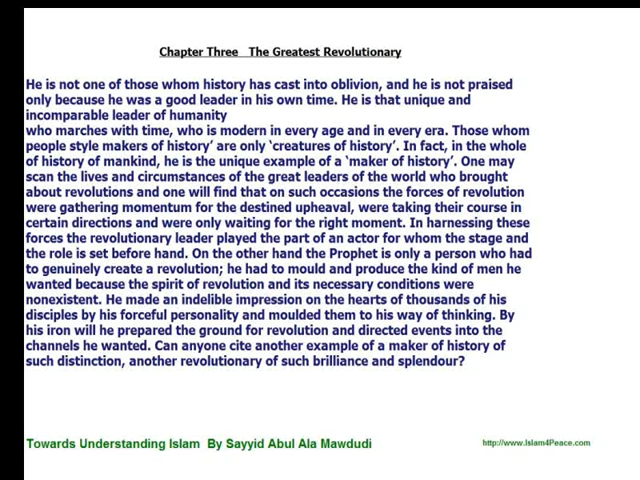 Chapter Three   The Greatest Revolutionary
He is not one of those whom history has cast into oblivion, and he is not praised
only because he was a good leader in his own time. He is that unique and
incomparable leader of humanity
who marches with time, who is modern in every age and in every era. Those whom
people style makers of history' are only ‘creatures of history’. In fact, in the whole
of history of mankind, he is the unique example of a ‘maker of history’. One may
scan the lives and circumstances of the great leaders of the world who brought
about revolutions and one will find that on such occasions the forces of revolution
were gathering momentum for the destined upheaval, were taking their course in
certain directions and were only waiting for the right moment. In harnessing these
forces the revolutionary leader played the part of an actor for whom the stage and
the role is set before hand. On the other hand the Prophet is only a person who had
to genuinely create a revolution; he had to mould and produce the kind of men he
wanted because the spirit of revolution and its necessary conditions were
nonexistent. He made an indelible impression on the hearts of thousands of his
disciples by his forceful personality and moulded them to his way of thinking. By
his iron will he prepared the ground for revolution and directed events into the
channels he wanted. Can anyone cite another example of a maker of history of
such distinction, another revolutionary of such brilliance and splendour?
Towards Understanding Islam  By Sayyid Abul Ala Mawdudi
http://www.Islam4Peace.com